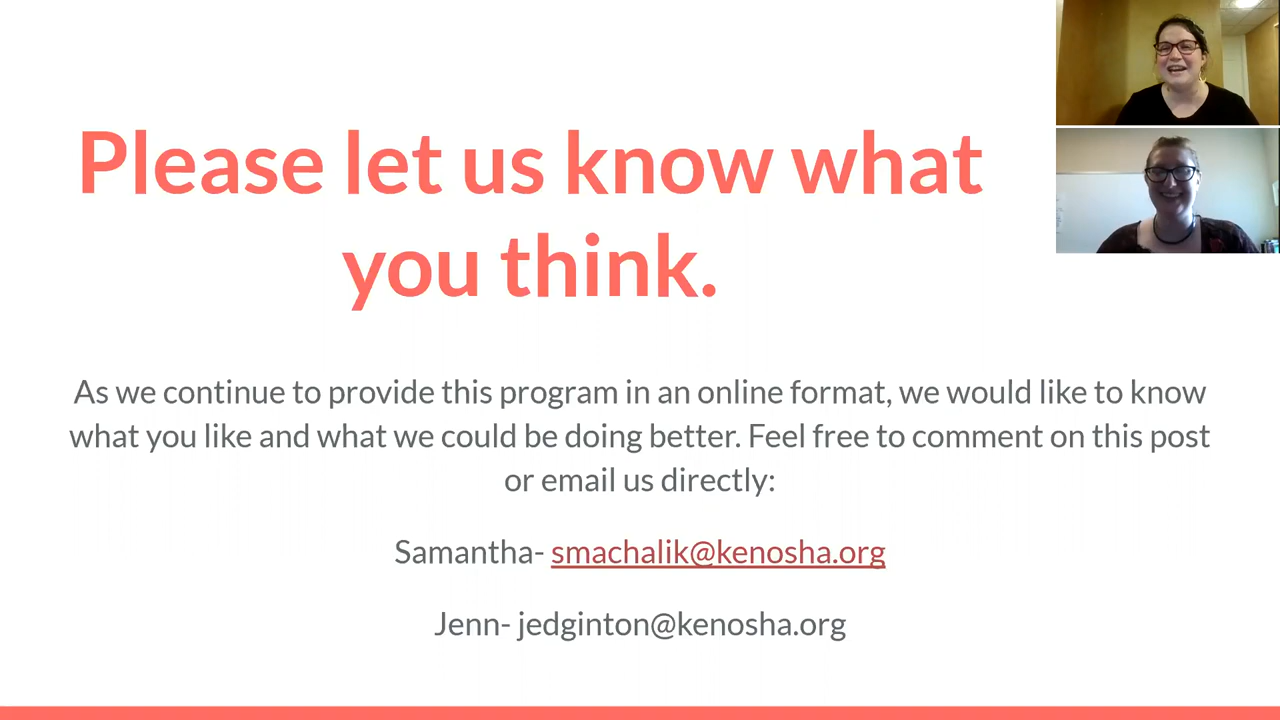 Please let us know what
you think.
As we continue to provide this program in an online format, we would like to know
what you like and what we could be doing better. Feel free to comment on this post
or email us directly:
Samantha- smachalik@kenosha.org
Jenn- jedginton@kenosha.org